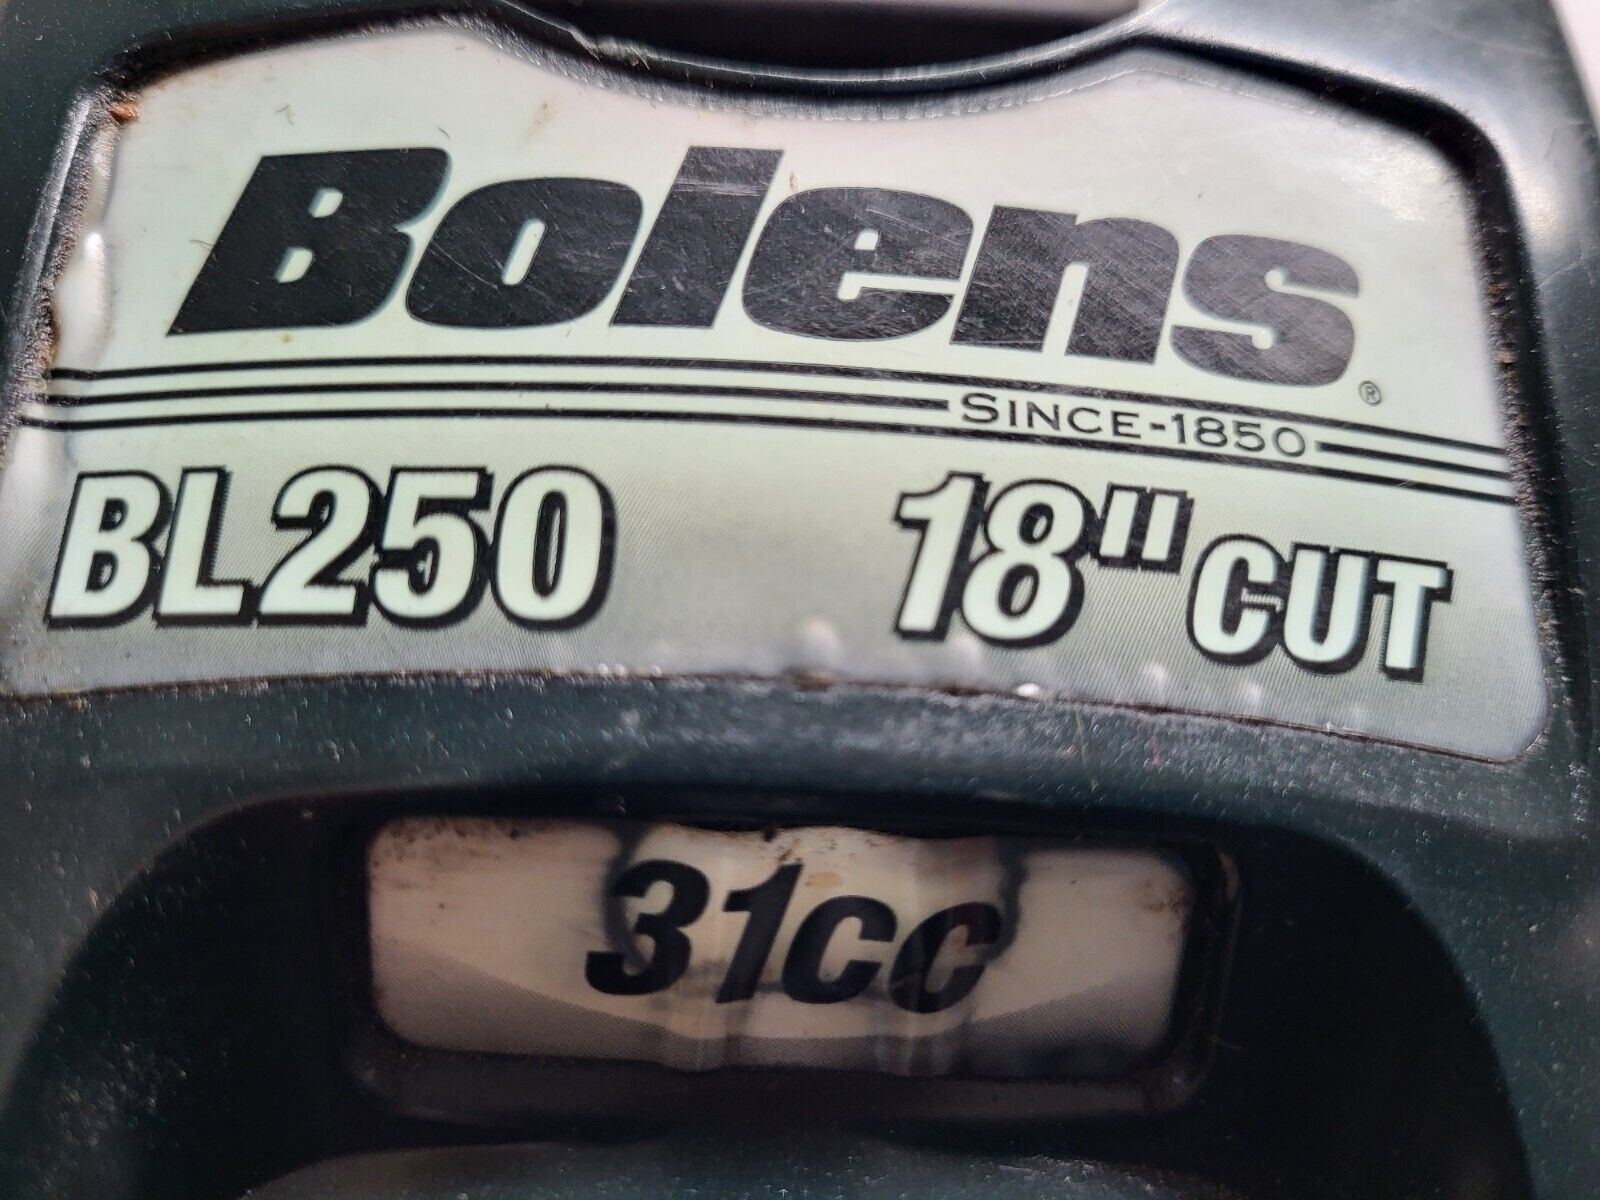 Bolens®
SINCE-1850
BL250 18" CUT
31cc